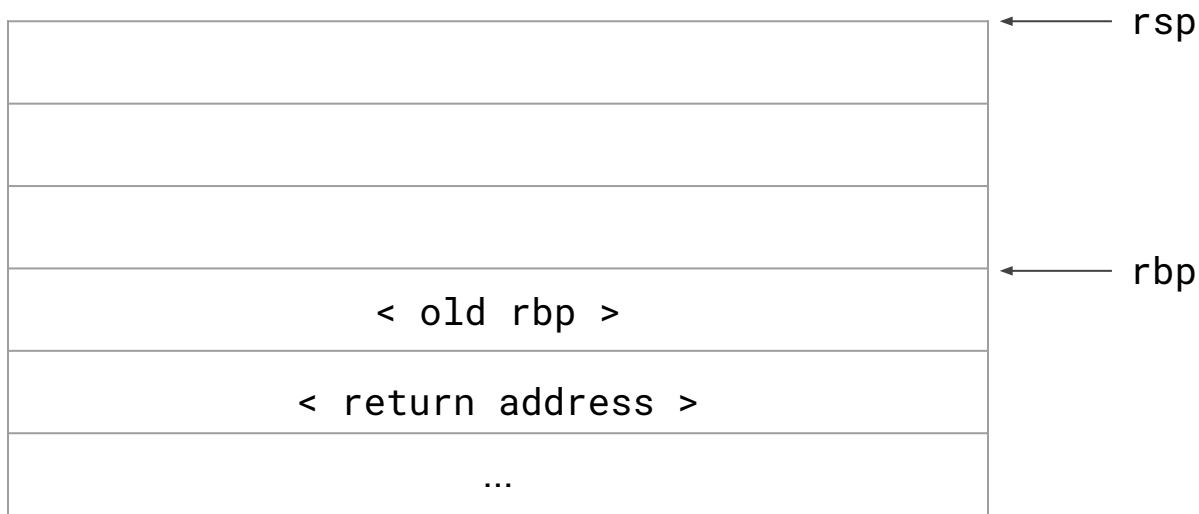 rsp
rbp
< old rbp >
< return address >
...